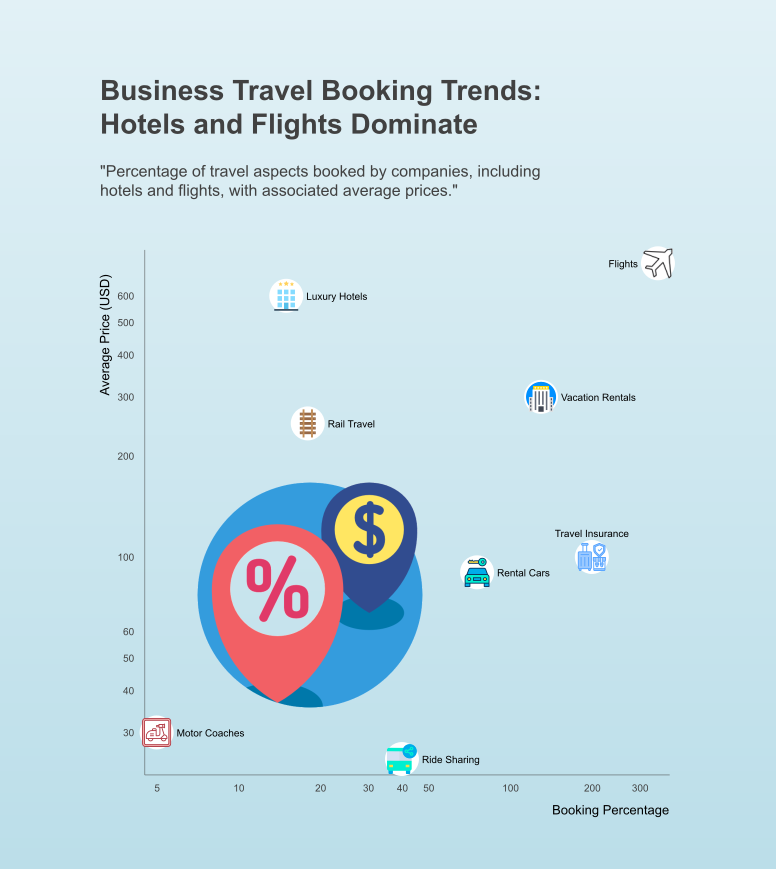 Business Travel Booking Trends:
Hotels and Flights Dominate
"Percentage of travel aspects booked by companies, including
hotels and flights, with associated average prices."
Average Price (USD)
600
500
400
300
200
100
60
50
40
30
Flights
Luxury Hotels
Vacation Rentals
Rail Travel
$
Travel Insurance
%
Rental Cars
Motor Coaches
Ride Sharing
5 10 20 30 40 50 100 200 300
Booking Percentage